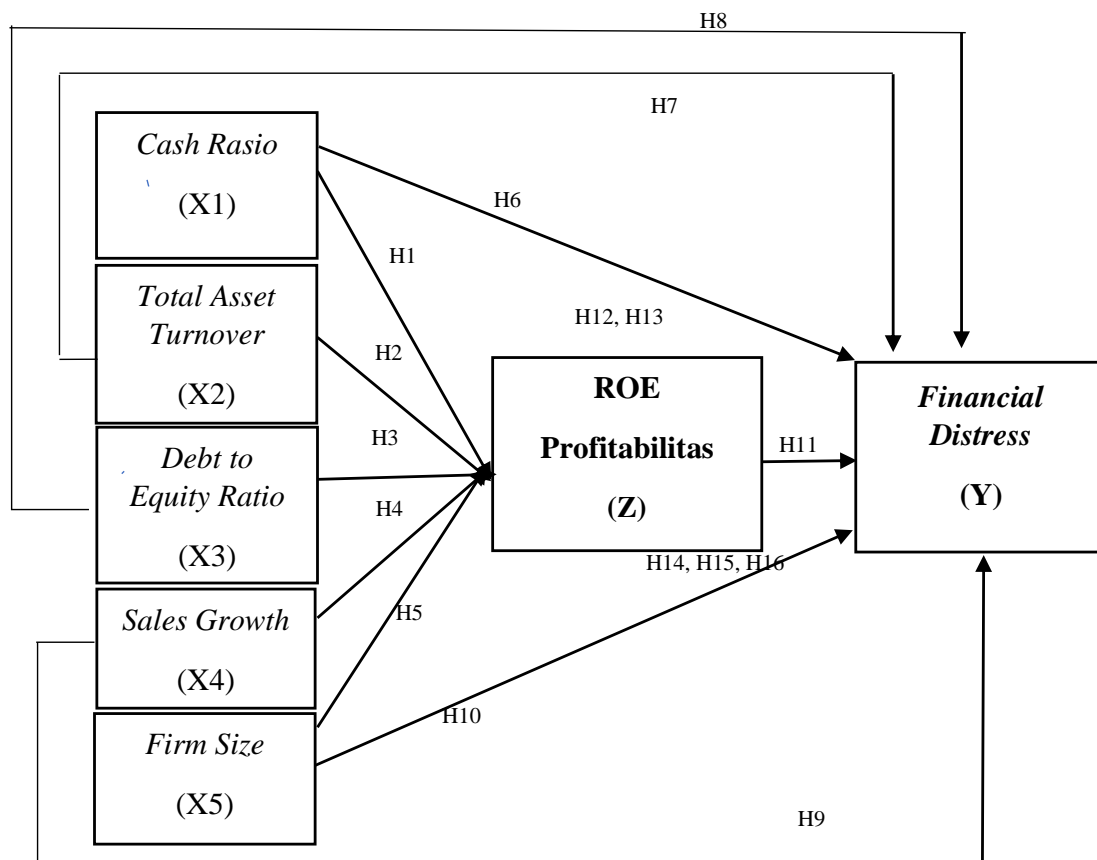 H8
H7
Cash Rasio
(X1)
H6
H1
Total Asset
Turnover
(X2)
H12, H13
H2
ROE
Profitabilitas
(Z)
Financial
Distress
(Y)
H3
Debt to
Equity Ratio
(X3)
H11
H4
H14, H15, H16
Sales Growth
(X4)
H5
H10
Firm Size
(X5)
H9